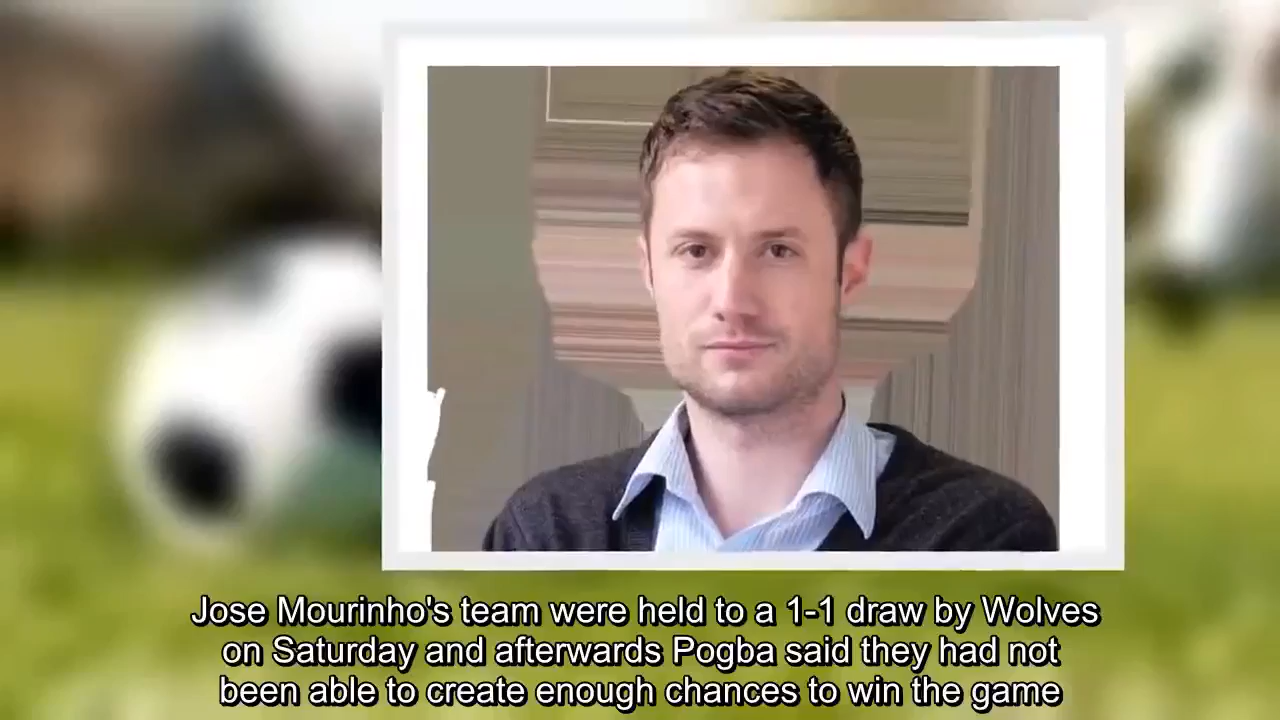 Jose Mourinho's team were held to a 1-1 draw by Wolves
on Saturday and afterwards Pogba said they had not
been able to create enough chances to win the game